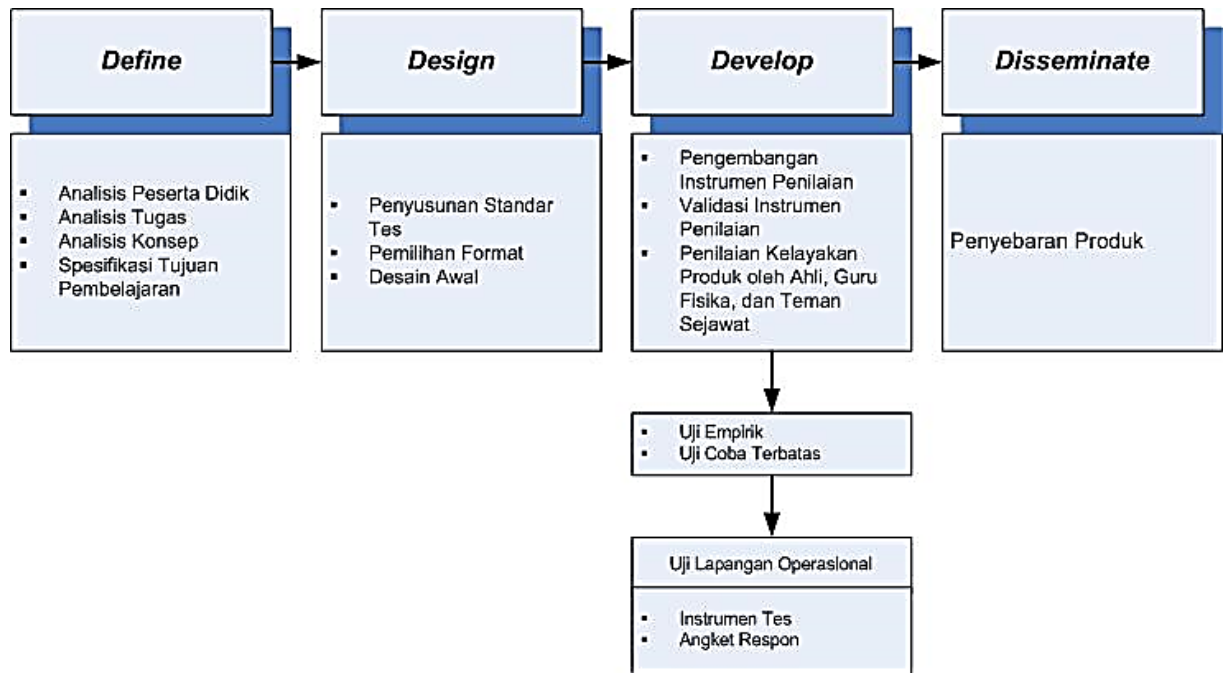 Define
Design
Develop
Disseminate
▪ Analisis Peserta Didik
▪ Analisis Tugas
▪ Analisis Konsep
▪ Spesifikasi Tujuan
Pembelajaran
▪ Penyusunan Standar
Tes
▪ Pemilihan Format
▪ Desain Awal
▪ Pengembangan
Instrumen Penilaian
▪ Validasi Instrumen
Penilaian
▪ Penilaian Kelayakan
Produk oleh Ahli, Guru
Fisika, dan Teman
Sejawat
Penyebaran Produk
▪ Uji Empirik
▪ Uji Coba Terbatas
Uji Lapangan Operasional
▪ Instrumen Tes
▪ Angket Respon